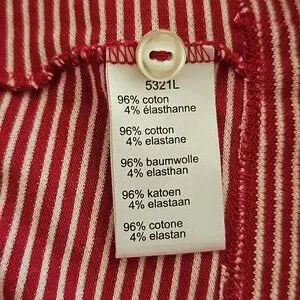 5321L
96% coton
4% élasthanne
96% cotton
4% elastane
96% baumwolle
4% elasthan
96% katoen
4% elastaan
96% cotone
4% elastan